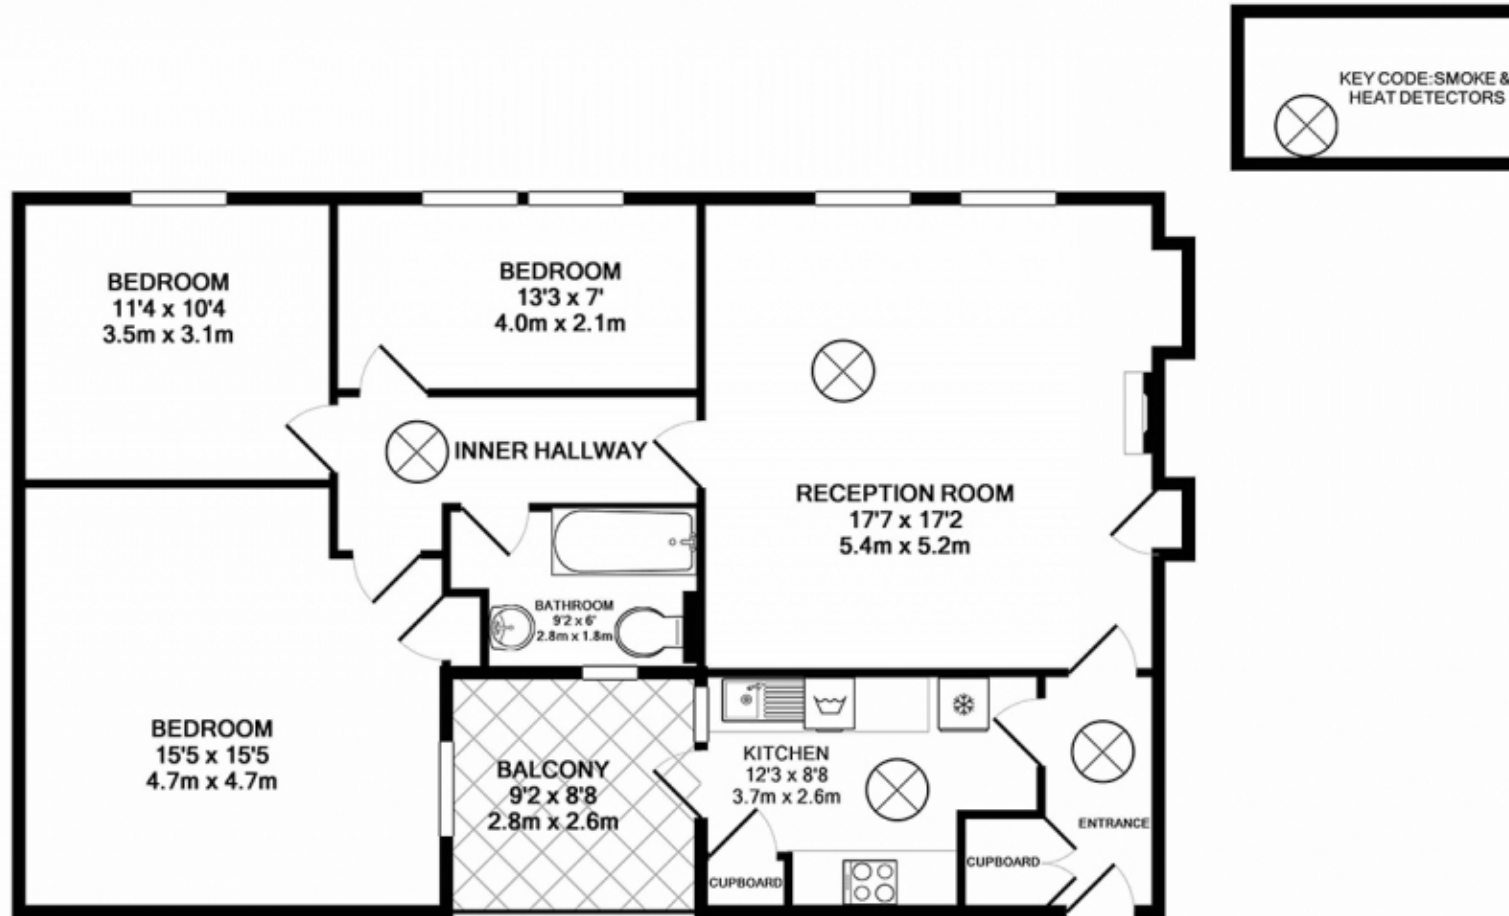 KEY CODE:SMOKE &
HEAT DETECTORS
BEDROOM
11'4 x 10'4
3.5m x 3.1m
BEDROOM
13'3 x 7'
4.0m x 2.1m
INNER HALLWAY
RECEPTION ROOM
17'7 x 17'2
5.4m x 5.2m
BATHROOM
9'2 x 6'
2.8m x 1.8m
BEDROOM
15'5 x 15'5
4.7m x 4.7m
BALCONY
9'2 x 8'8
2.8m x 2.6m
KITCHEN
12'3 x 8'8
3.7m x 2.6m
ENTRANCE
CUPBOARD
CUPBOARD